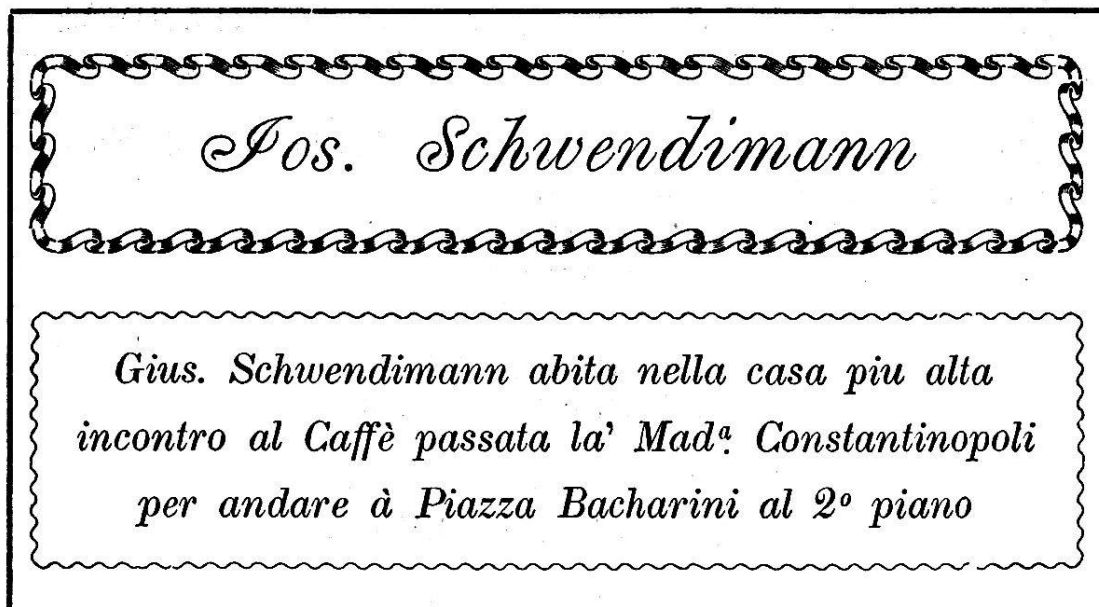 Jos. Schwendimann
Gius. Schwendimann abita nella casa piu alta
incontro al Caffè passata la' Madª. Constantinopoli
per andare à Piazza Bacharini al 2º piano